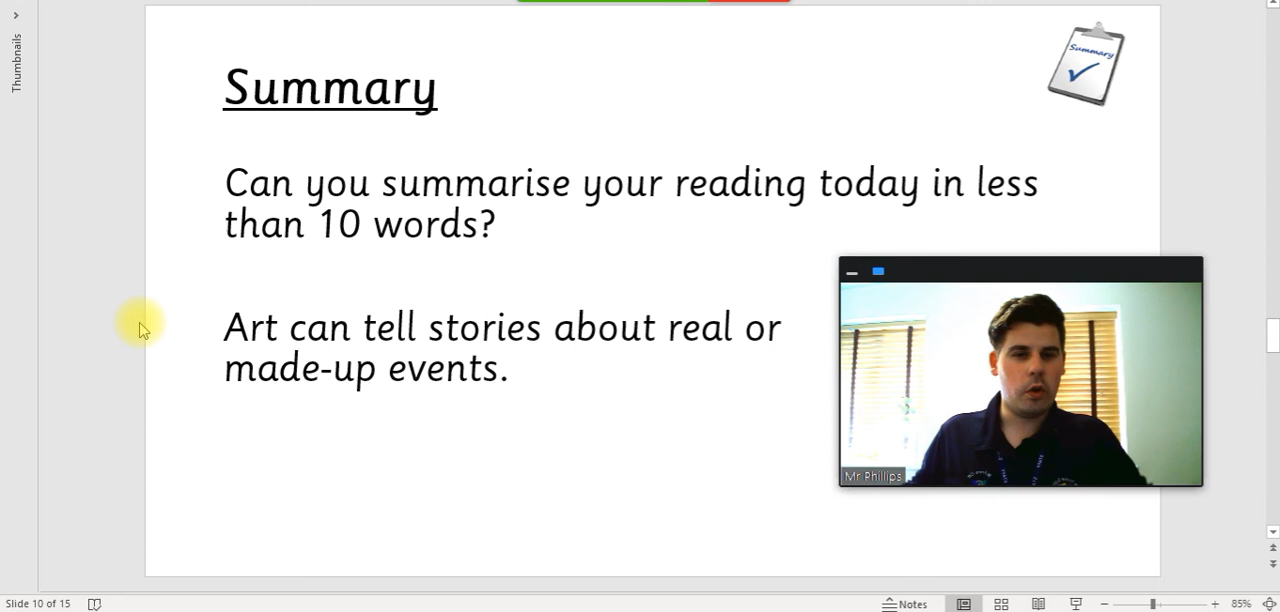 Thumbnails
Summary
Summary
Can you summarise your reading today in less
than 10 words?
Art can tell stories about real or
made-up events.
Mr Phillips
Slide 10 of 15
Notes
85%